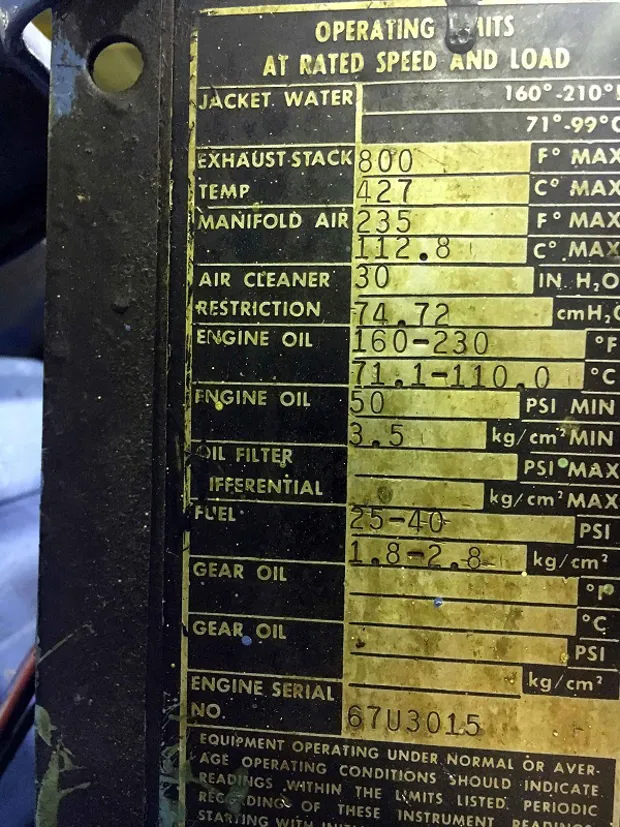 OPERATING LIMITS
AT RATED SPEED AND LOAD
JACKET WATER 160°-210°F
71°-99°C
EXHAUST STACK 800 F° MAX
TEMP 427 C° MAX
MANIFOLD AIR 235 F° MAX
112.8 C° MAX
AIR CLEANER 30 IN. H₂O
RESTRICTION 74.72 cmH₂O
ENGINE OIL 160-230 °F
71.1-110.0 °C
ENGINE OIL 50 PSI MIN
3.5 kg/cm² MIN
OIL FILTER PSI MAX
IFFERENTIAL kg/cm² MAX
FUEL 25-40 PSI
1.8-2.8 kg/cm²
GEAR OIL °F
°C
GEAR OIL PSI
kg/cm²
ENGINE SERIAL
NO. 67U3015
EQUIPMENT OPERATING UNDER NORMAL OR AVER-
AGE OPERATING CONDITIONS SHOULD INDICATE
READINGS WITHIN THE LIMITS LISTED. PERIODIC
RECORDING OF THESE INSTRUMENT READINGS
STARTING WITH